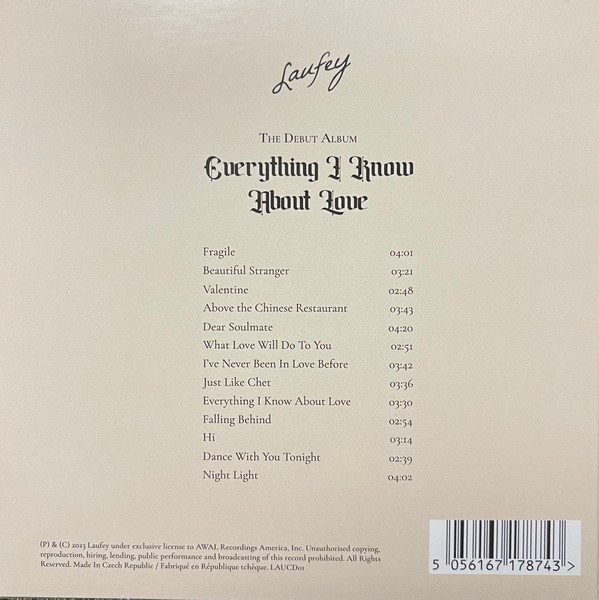 Laufey
The Debut Album
Everything I Know
About Love
Fragile 04:01
Beautiful Stranger 03:21
Valentine 02:48
Above the Chinese Restaurant 03:43
Dear Soulmate 04:20
What Love Will Do To You 02:51
I've Never Been In Love Before 03:42
Just Like Chet 03:36
Everything I Know About Love 03:30
Falling Behind 02:54
Hi 03:14
Dance With You Tonight 02:39
Night Light 04:02
(P) & (C) 2023 Laufey under exclusive license to AWAL Recordings America, Inc. Unauthorised copying,
reproduction, hiring, lending, public performance and broadcasting of this record prohibited. All Rights
Reserved. Made In Czech Republic / Fabriqué en République tchèque. LAUCD01
5 056167 178743 >